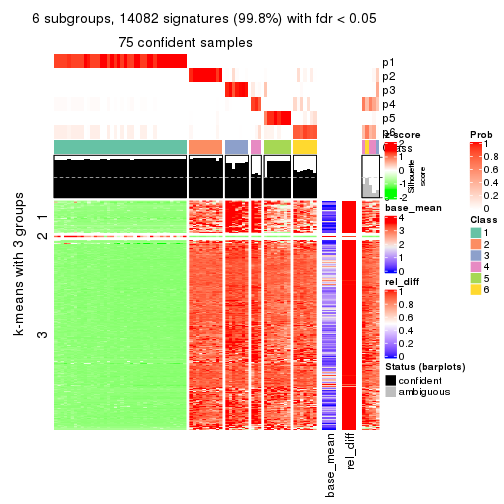 6 subgroups, 14082 signatures (99.8%) with fdr < 0.05
75 confident samples
p1
p2
p3
p4
p5
p6
Class
Silhouette
score
k-means with 3 groups
1
2
3
base_mean
rel_diff
z-score
2
1
0
-1
-2
base_mean
4
3
2
1
0
rel_diff
1
0.8
0.6
0.4
0.2
0
Status (barplots)
confident
ambiguous
Prob
1
0.8
0.6
0.4
0.2
0
Class
1
2
3
4
5
6